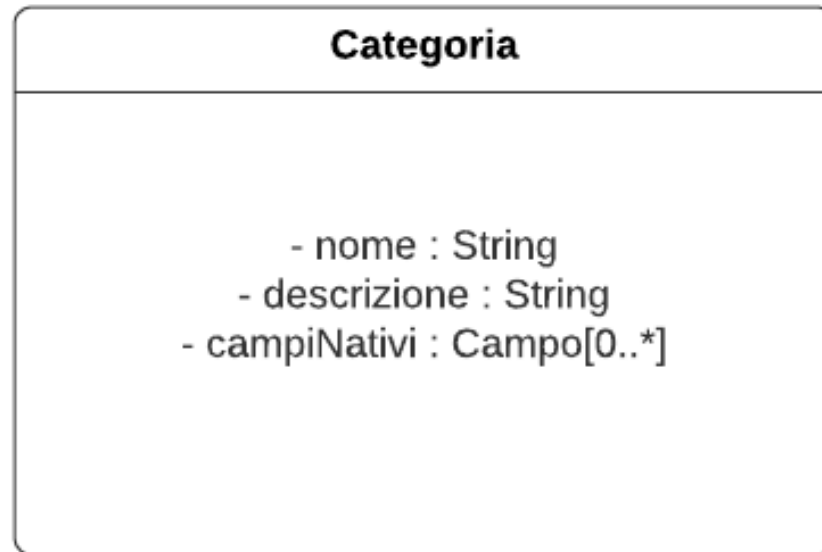 Categoria
- nome : String
- descrizione : String
- campiNativi : Campo[0..*]